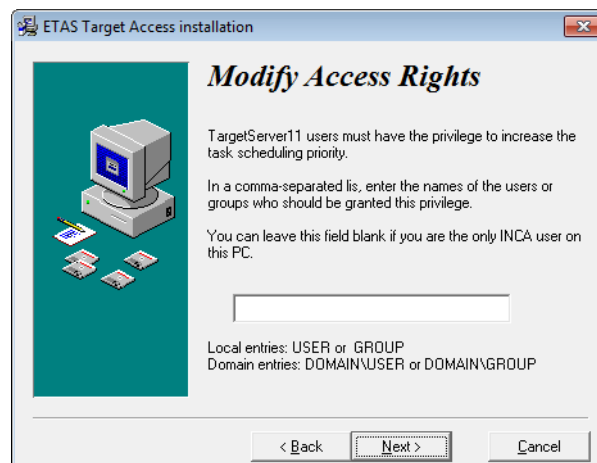 ETAS Target Access installation
Modify Access Rights
TargetServer11 users must have the privilege to increase the
task scheduling priority.
In a comma-separated lis, enter the names of the users or
groups who should be granted this privilege.
You can leave this field blank if you are the only INCA user on
this PC.
Local entries: USER or  GROUP
Domain entries: DOMAIN\USER or DOMAIN\GROUP
< Back
Next >
Cancel